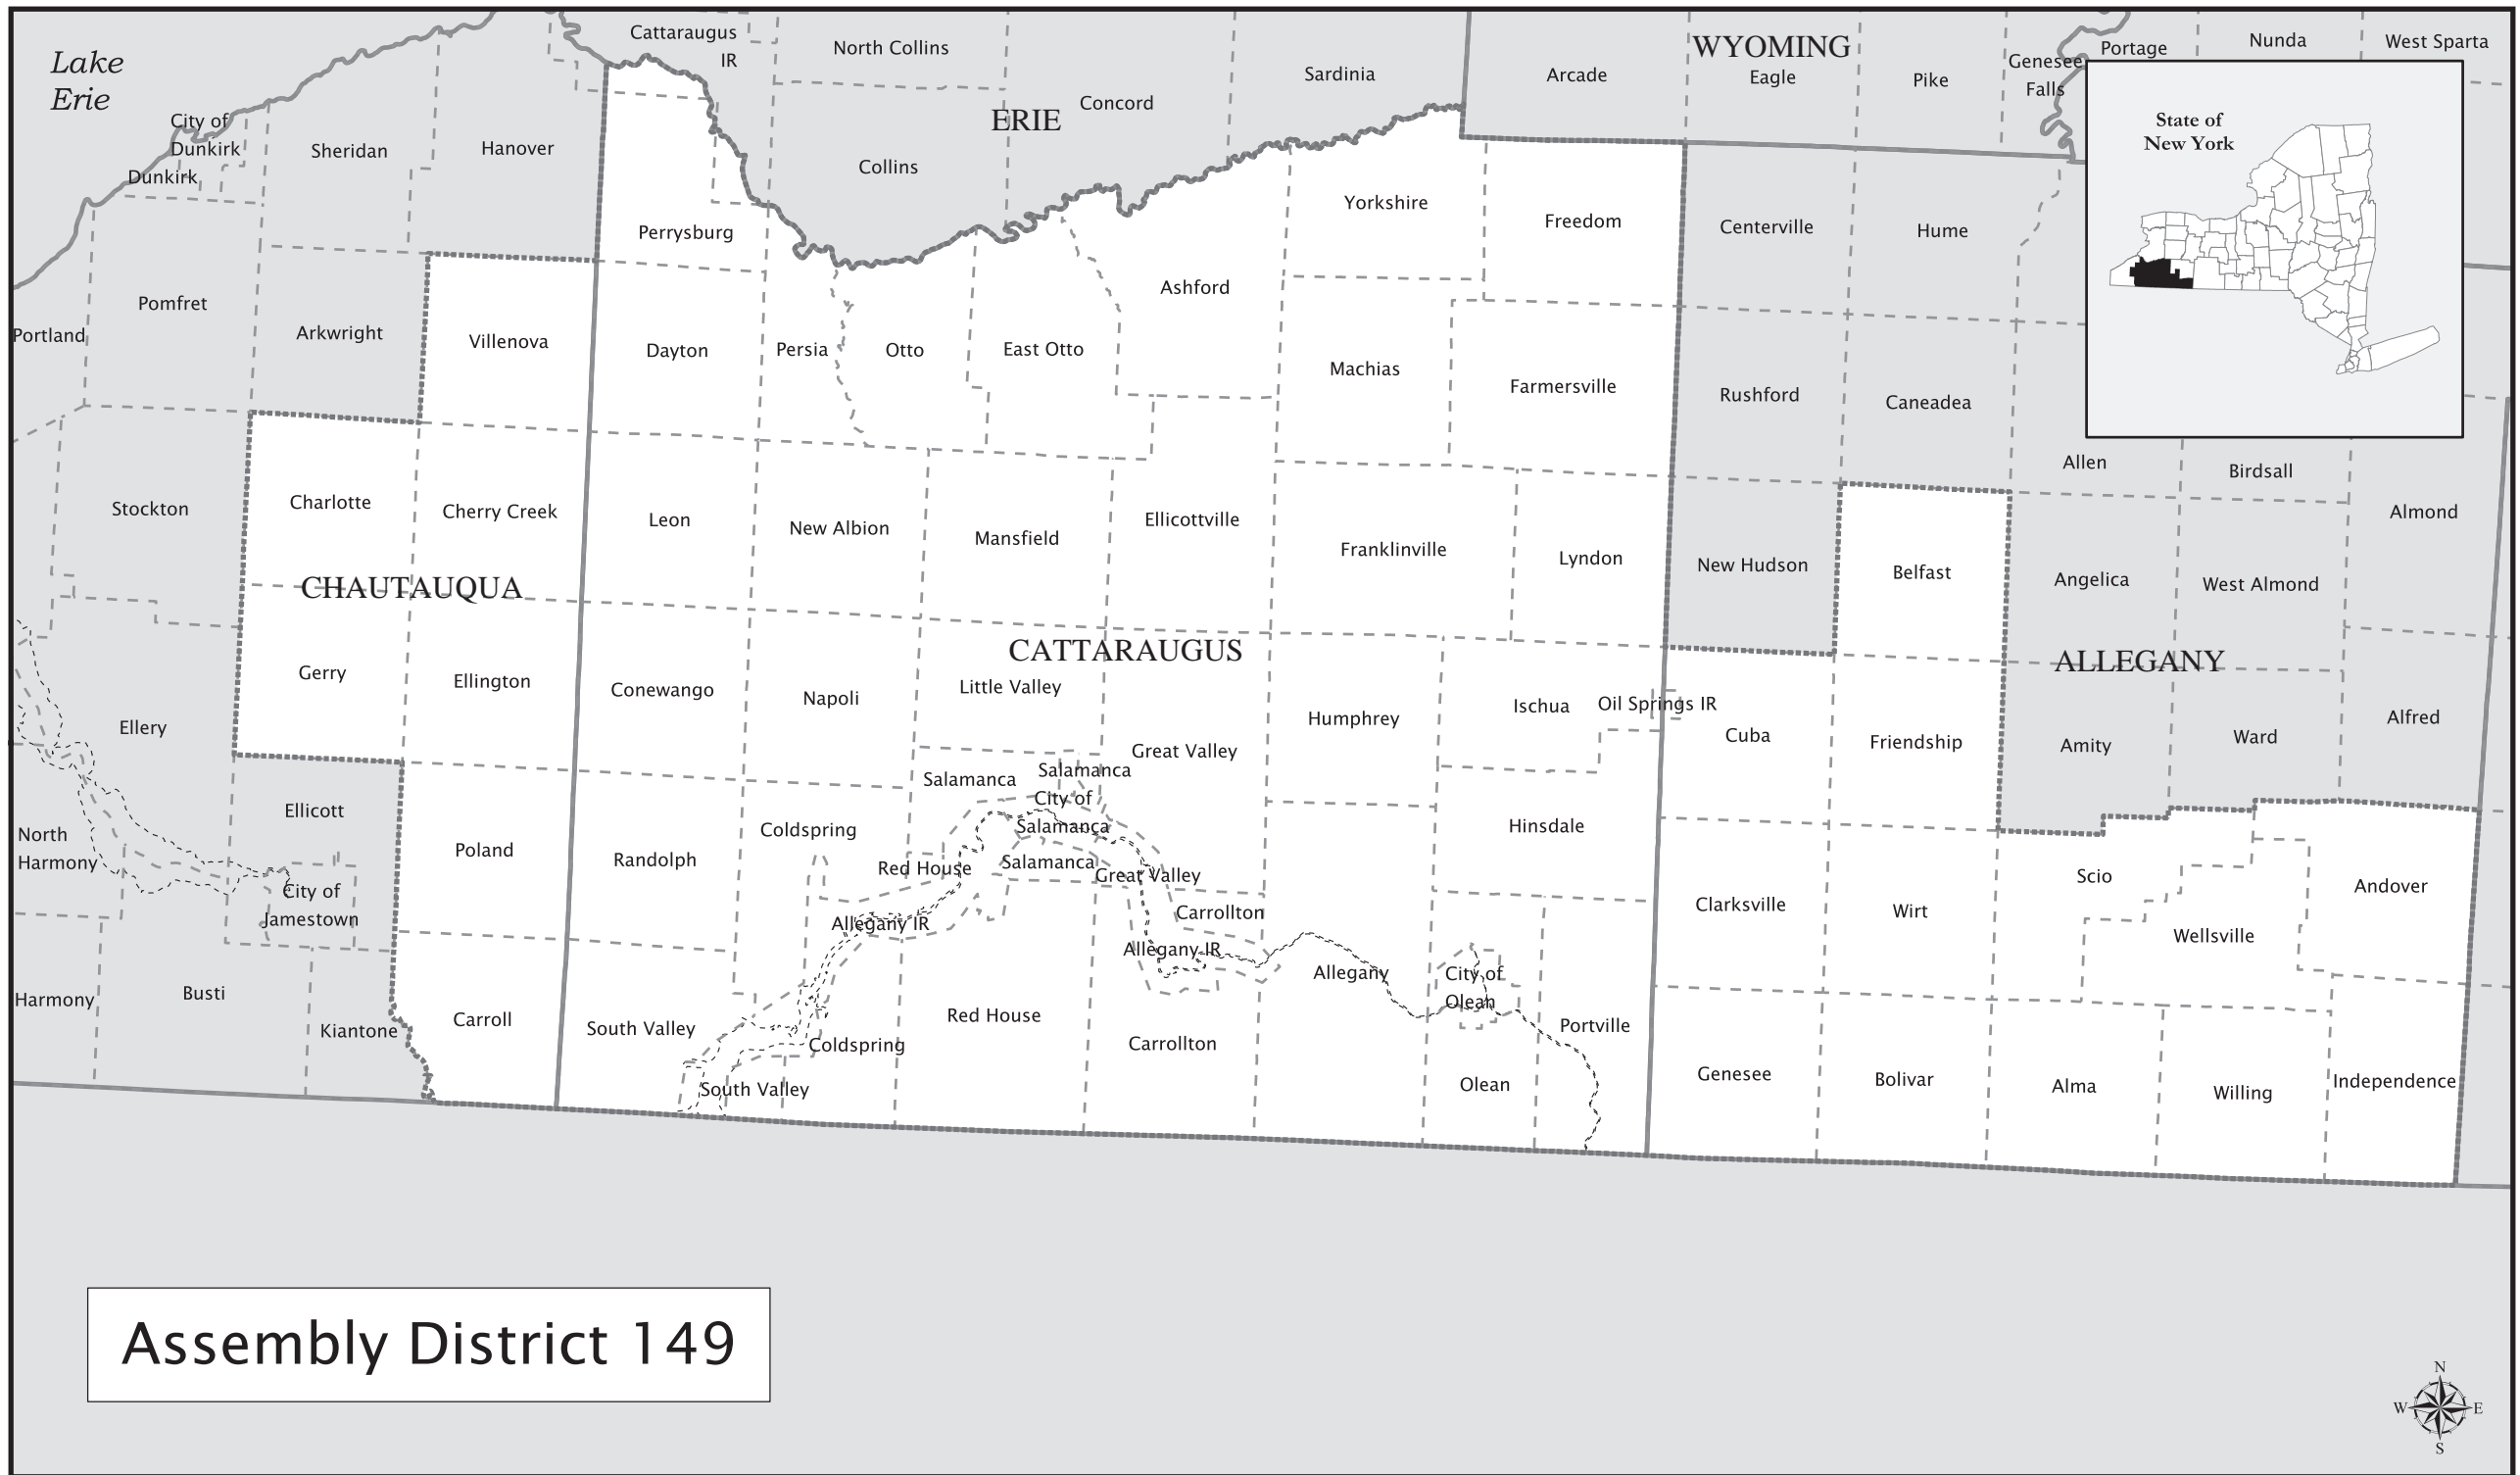 Lake
Erie
Cattaraugus
IR
North Collins
Sardinia
Arcade
WYOMING
Eagle
Pike
Genesee
Falls
Portage
Nunda
West Sparta
City of
Dunkirk
Dunkirk
Sheridan
Hanover
ERIE
Concord
Collins
State of
New York
Perrysburg
Yorkshire
Freedom
Centerville
Hume
Pomfret
Portland
Arkwright
Villenova
Dayton
Persia
Otto
East Otto
Ashford
Machias
Farmersville
Rushford
Caneadea
Allen
Birdsall
Stockton
Charlotte
Cherry Creek
Leon
New Albion
Mansfield
Ellicottville
Franklinville
Lyndon
New Hudson
Belfast
Angelica
West Almond
Almond
CHAUTAUQUA
CATTARAUGUS
ALLEGANY
Gerry
Ellington
Conewango
Napoli
Little Valley
Great Valley
Humphrey
Ischua
Oil Springs IR
Cuba
Friendship
Amity
Ward
Alfred
Ellery
Ellicott
North
Harmony
City of
Jamestown
Poland
Randolph
Coldspring
Salamanca
Salamanca
City of
Salamanca
Salamanca
Red House
Great Valley
Hinsdale
Clarksville
Wirt
Scio
Wellsville
Andover
Allegany IR
Carrollton
Allegany IR
Allegany
City of
Olean
Harmony
Busti
Kiantone
Carroll
South Valley
Coldspring
South Valley
Red House
Carrollton
Olean
Portville
Genesee
Bolivar
Alma
Willing
Independence
Assembly District 149
N
W
E
S